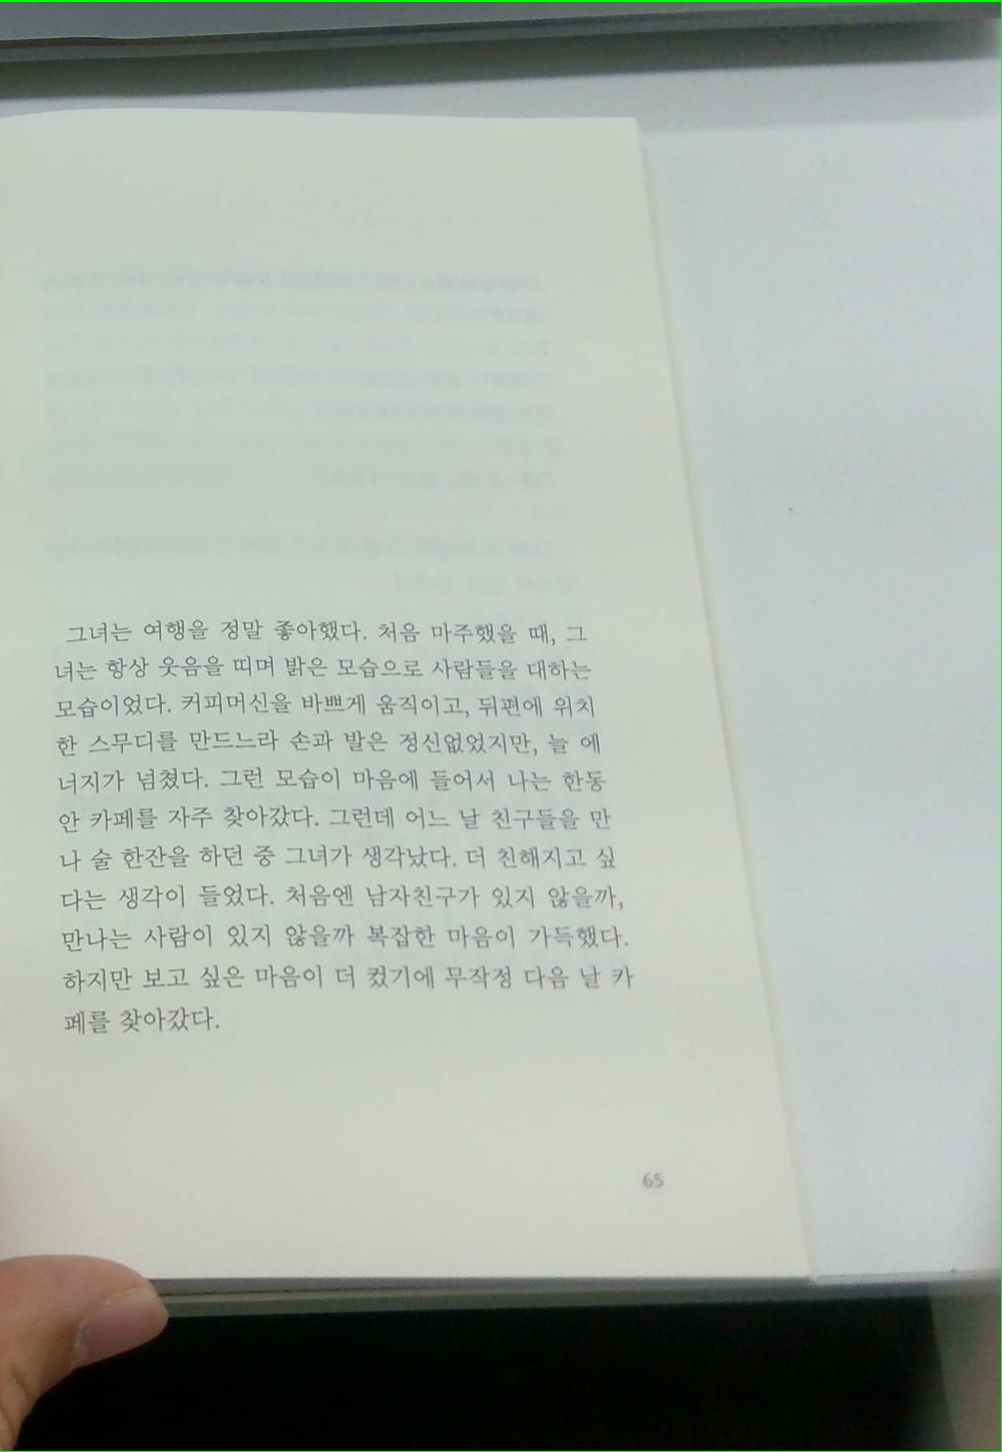 그녀는 여행을 정말 좋아했다. 처음 마주했을 때, 그
녀는 항상 웃음을 띠며 밝은 모습으로 사람들을 대하는
모습이었다. 커피머신을 바쁘게 움직이고, 뒤편에 위치
한 스무디를 만드느라 손과 발은 정신없었지만, 늘 에
너지가 넘쳤다. 그런 모습이 마음에 들어서 나는 한동
안 카페를 자주 찾아갔다. 그런데 어느 날 친구들을 만
나 술 한잔을 하던 중 그녀가 생각났다. 더 친해지고 싶
다는 생각이 들었다. 처음엔 남자친구가 있지 않을까,
만나는 사람이 있지 않을까 복잡한 마음이 가득했다.
하지만 보고 싶은 마음이 더 컸기에 무작정 다음 날 카
페를 찾아갔다.
65